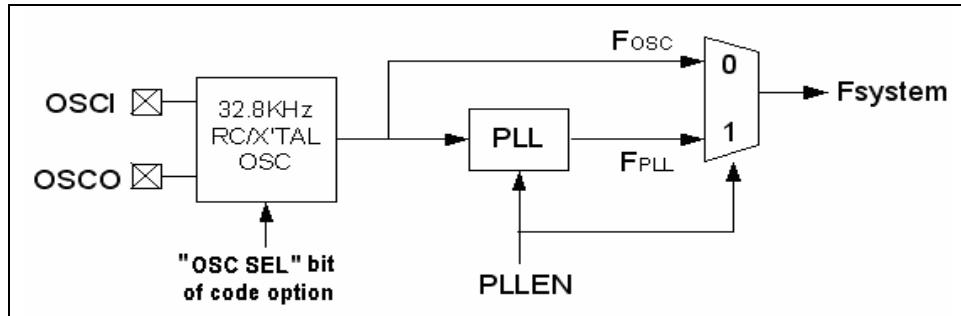 OSCI
OSCO
32.8KHz
RC/X'TAL
OSC
"OSC SEL" bit
of code option
PLL
PLLEN
FOSC
FPLL
0
1
Fsystem